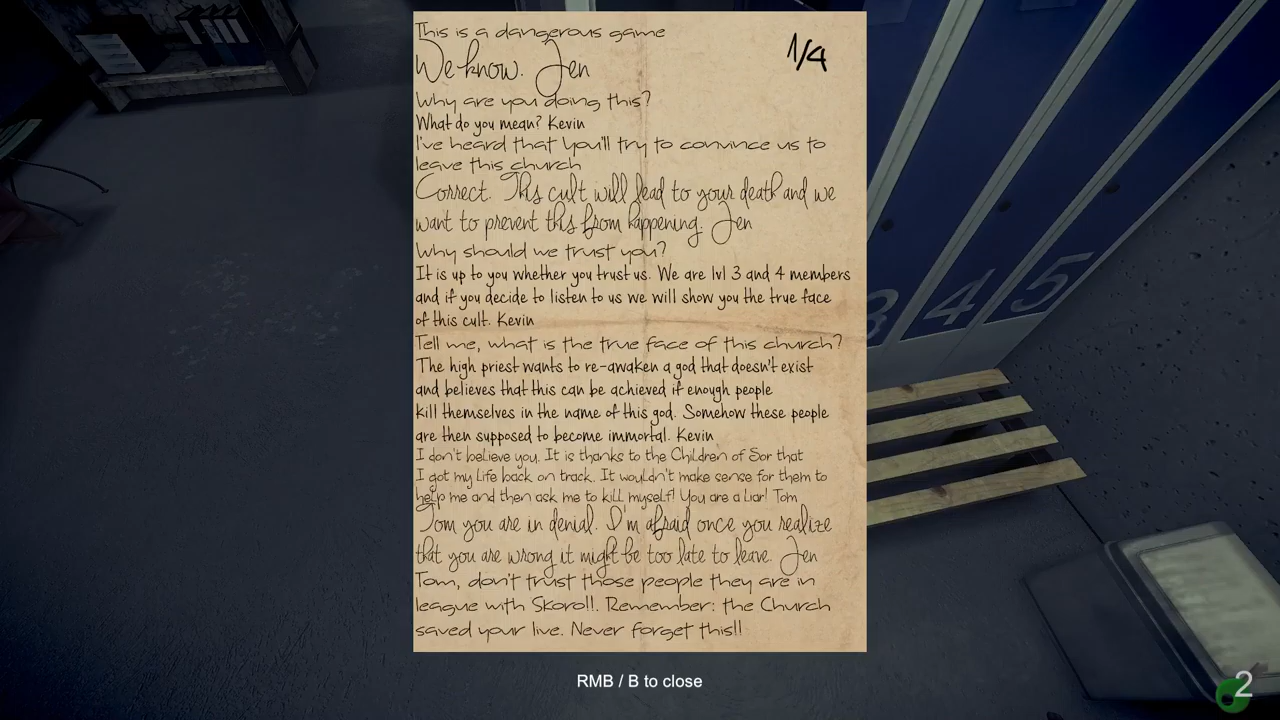 This is a dangerous game
1/4
We know. Jen
Why are you doing this?
What do you mean? Kevin
I've heard that you'll try to convince us to
leave this church
Correct. This cult will lead to your death and we
want to prevent this from happening. Jen
Why should we trust you?
It is up to you whether you trust us. We are lvl 3 and 4 members
and if you decide to listen to us we will show you the true face
of this cult. Kevin
Tell me, what is the true face of this church?
The high priest wants to re-awaken a god that doesn't exist
and believes that this can be achieved if enough people
kill themselves in the name of this god. Somehow these people
are then supposed to become immortal. Kevin
I don't believe you. It is thanks to the Children of Sor that
I got my Life back on track. It wouldn't make sense for them to
help me and then ask me to kill myself! You are a Liar! Tom
Tom you are in denial. I'm afraid once you realize
that you are wrong it might be too late to leave. Jen
Tom, don't trust those people they are in
league with Skoro!!. Remember: the Church
saved your live. Never forget this!!
3 4 5
RMB / B to close
2